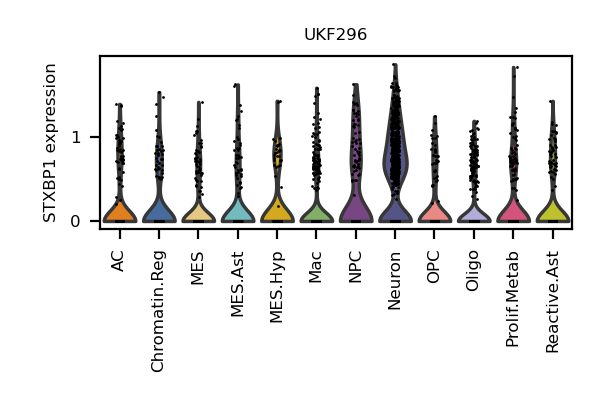 UKF296
STXBP1 expression
1
0
AC
Chromatin.Reg
MES
MES.Ast
MES.Hyp
Mac
NPC
Neuron
OPC
Oligo
Prolif.Metab
Reactive.Ast